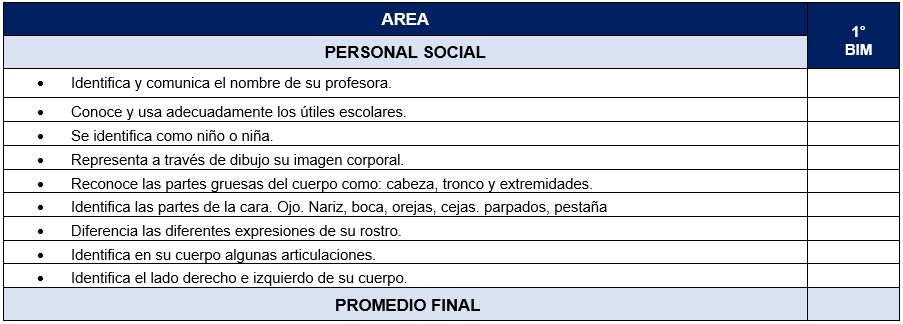 AREA
1°
BIM
PERSONAL SOCIAL
• Identifica y comunica el nombre de su profesora.
• Conoce y usa adecuadamente los útiles escolares.
• Se identifica como niño o niña.
• Representa a través de dibujo su imagen corporal.
• Reconoce las partes gruesas del cuerpo como: cabeza, tronco y extremidades.
• Identifica las partes de la cara. Ojo. Nariz, boca, orejas, cejas. parpados, pestaña
• Diferencia las diferentes expresiones de su rostro.
• Identifica en su cuerpo algunas articulaciones.
• Identifica el lado derecho e izquierdo de su cuerpo.
PROMEDIO FINAL